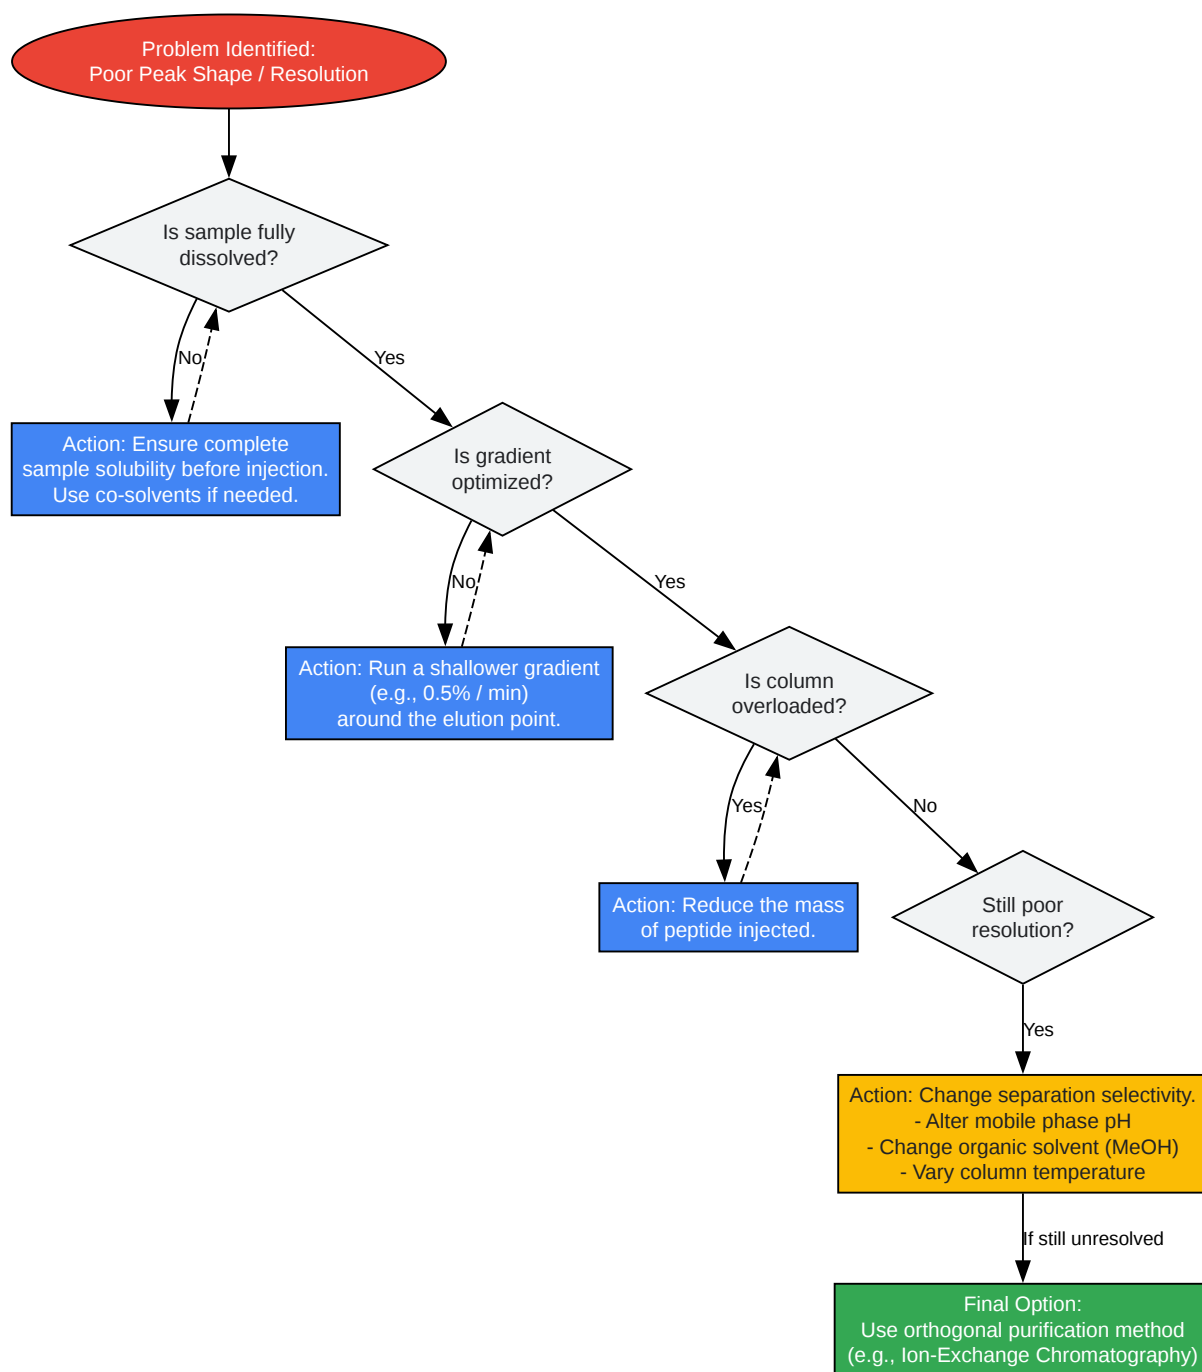 Problem Identified:
Poor Peak Shape / Resolution
Is sample fully
dissolved?
No
Yes
Action: Ensure complete
sample solubility before injection.
Use co-solvents if needed.
Is gradient
optimized?
No
Yes
Action: Run a shallower gradient
(e.g., 0.5% / min)
around the elution point.
Is column
overloaded?
Yes
No
Action: Reduce the mass
of peptide injected.
Still poor
resolution?
Yes
Action: Change separation selectivity.
- Alter mobile phase pH
- Change organic solvent (MeOH)
- Vary column temperature
If still unresolved
Final Option:
Use orthogonal purification method
(e.g., Ion-Exchange Chromatography)